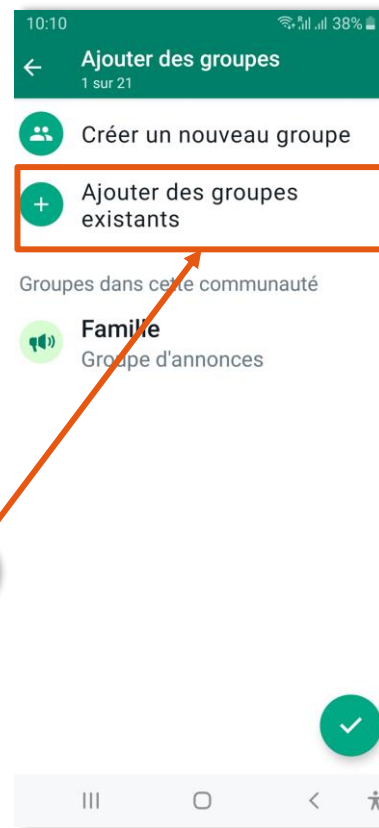 10:10 38%
Ajouter des groupes
1 sur 21
Créer un nouveau groupe
Ajouter des groupes
existants
Groupes dans cette communauté
Famille
Groupe d'annonces